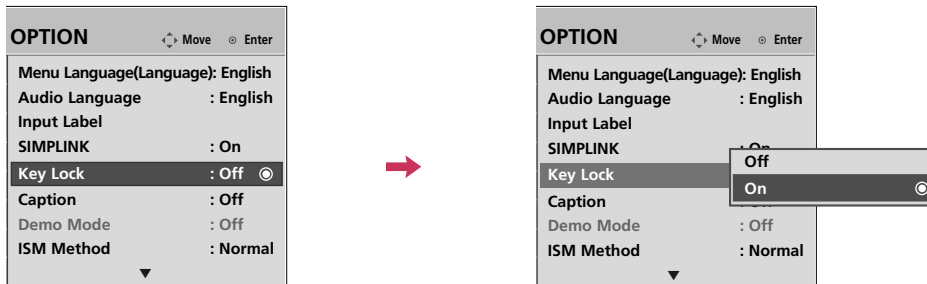 OPTION Move Enter
Menu Language(Language): English
Audio Language : English
Input Label
SIMPLINK : On
Key Lock : Off
Caption : Off
Demo Mode : Off
ISM Method : Normal
OPTION Move Enter
Menu Language(Language): English
Audio Language : English
Input Label
SIMPLINK : On
Key Lock
Off
On
Caption : Off
Demo Mode : Off
ISM Method : Normal